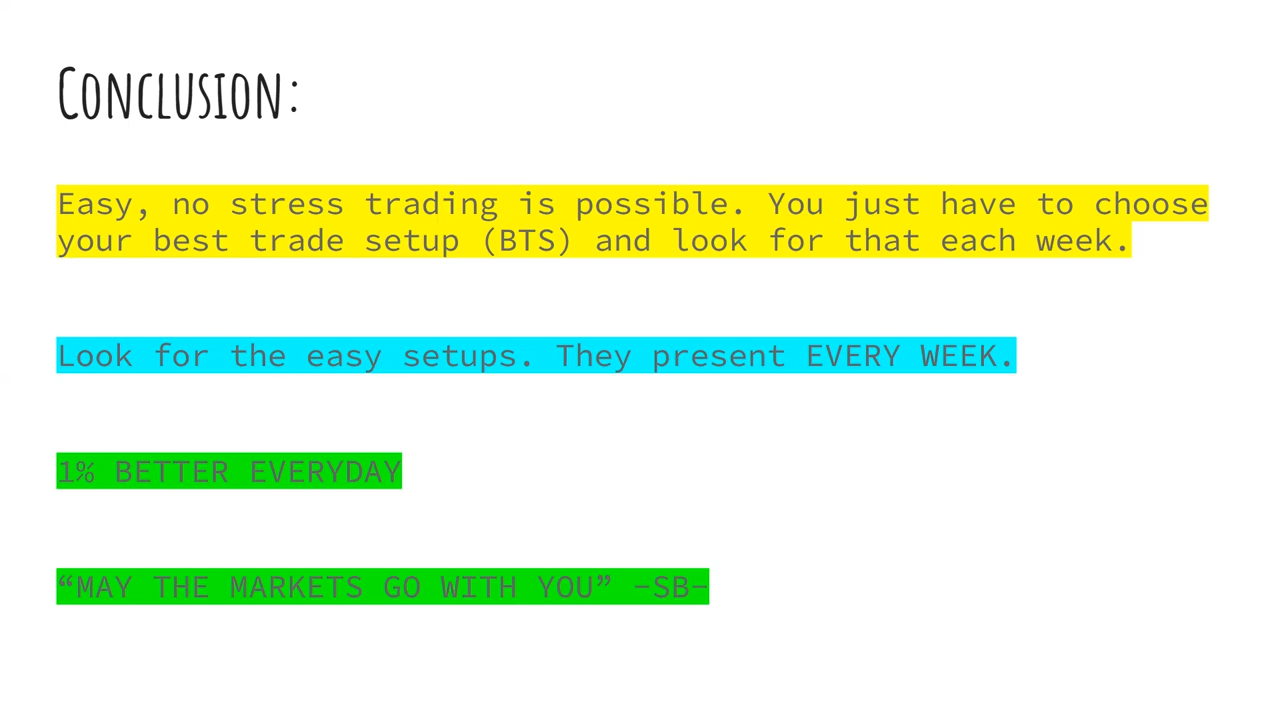 Conclusion:
Easy, no stress trading is possible. You just have to choose
your best trade setup (BTS) and look for that each week.
Look for the easy setups. They present EVERY WEEK.
1% BETTER EVERYDAY
“MAY THE MARKETS GO WITH YOU” -SB-